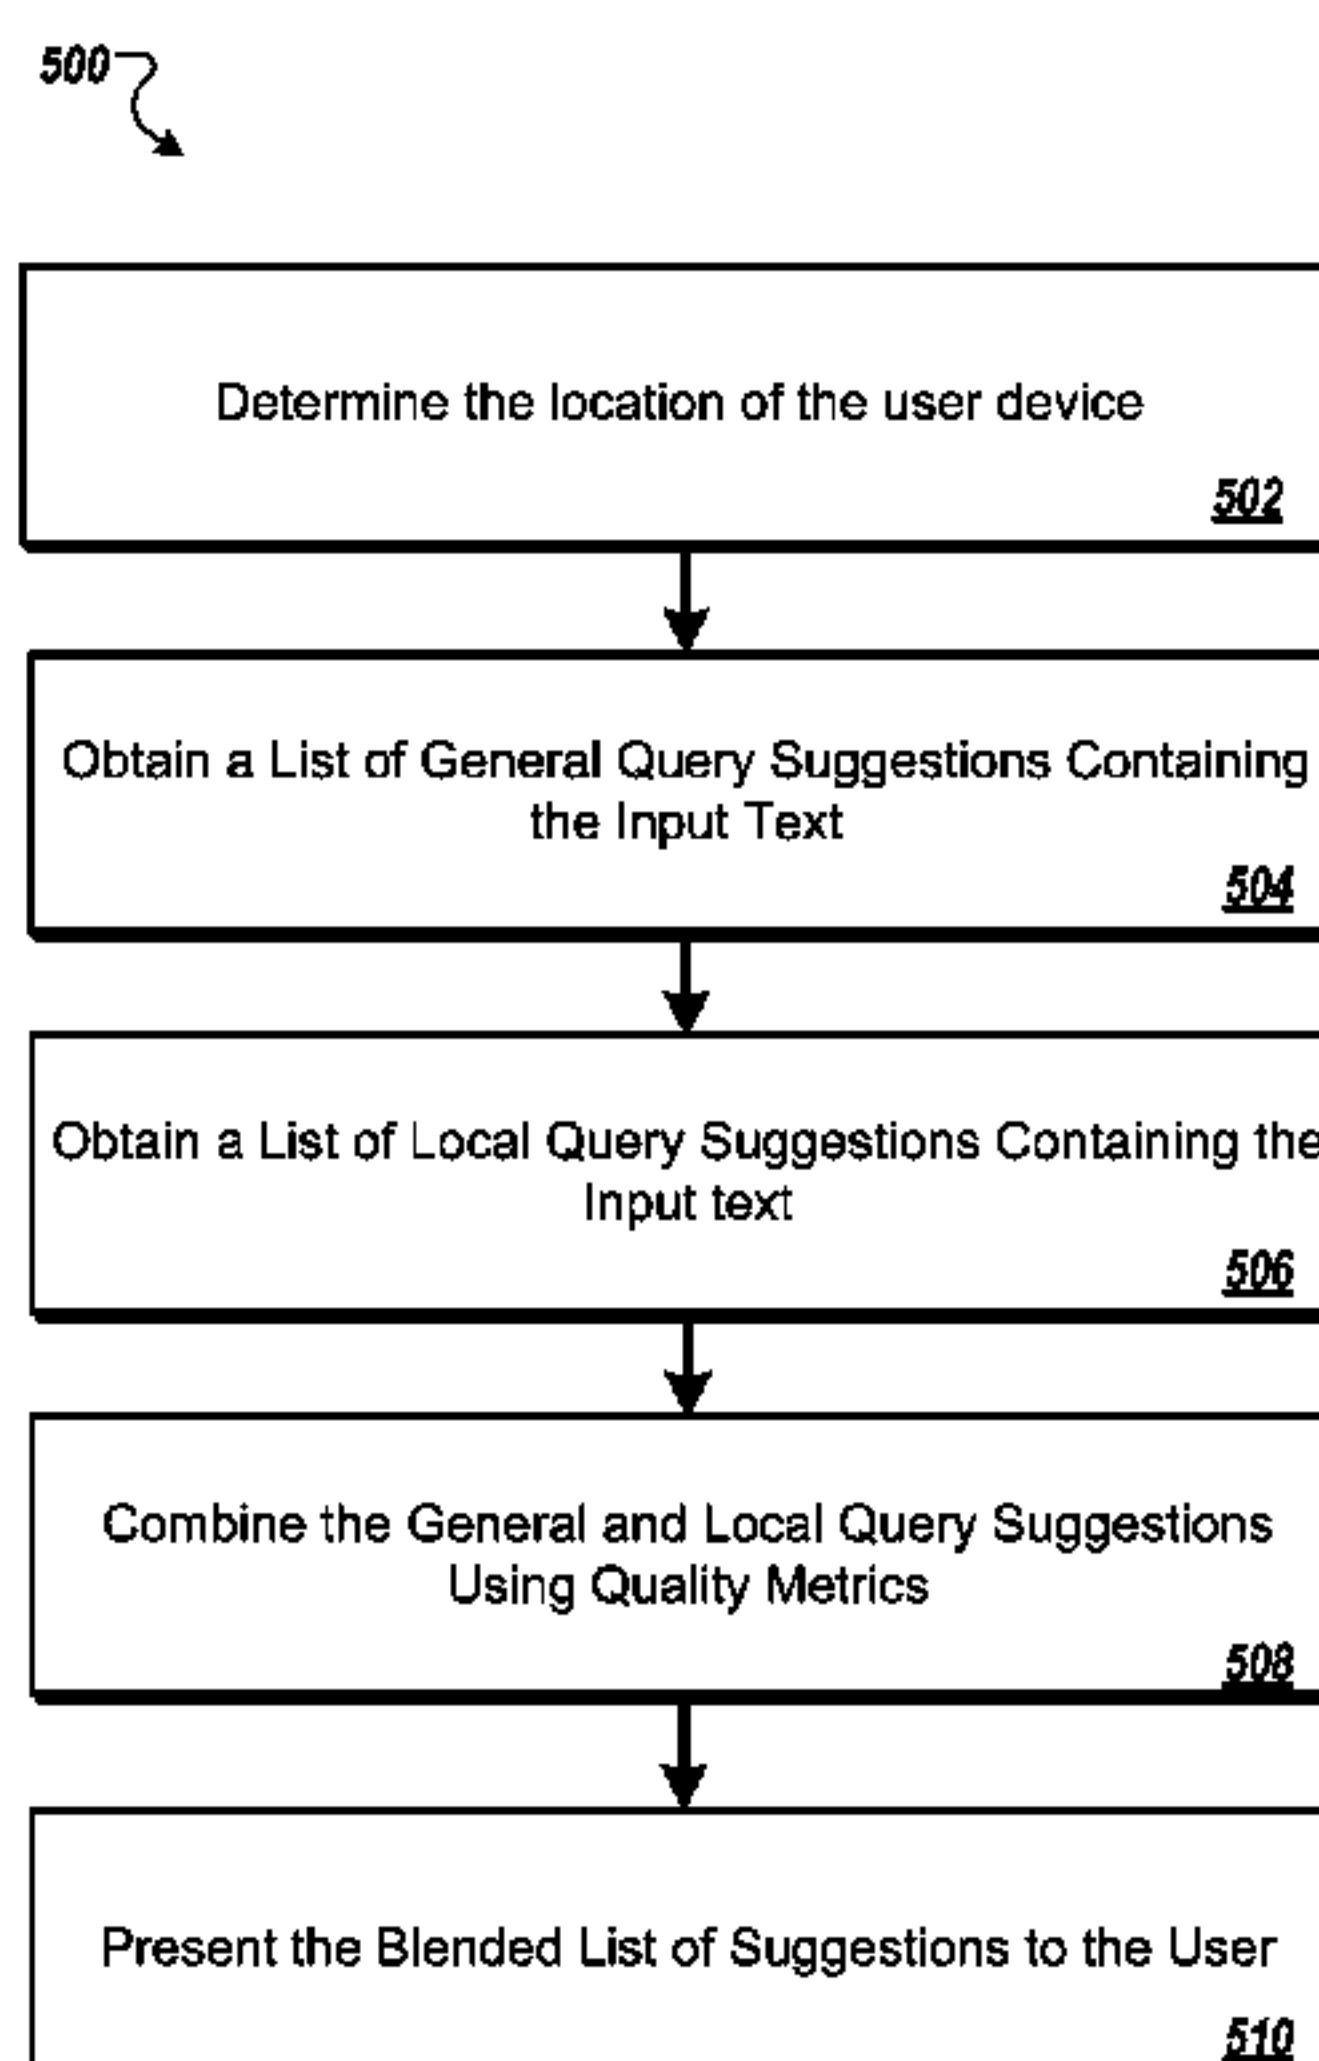 500
Determine the location of the user device
502
Obtain a List of General Query Suggestions Containing
the Input Text
504
Obtain a List of Local Query Suggestions Containing the
Input text
506
Combine the General and Local Query Suggestions
Using Quality Metrics
508
Present the Blended List of Suggestions to the User
510